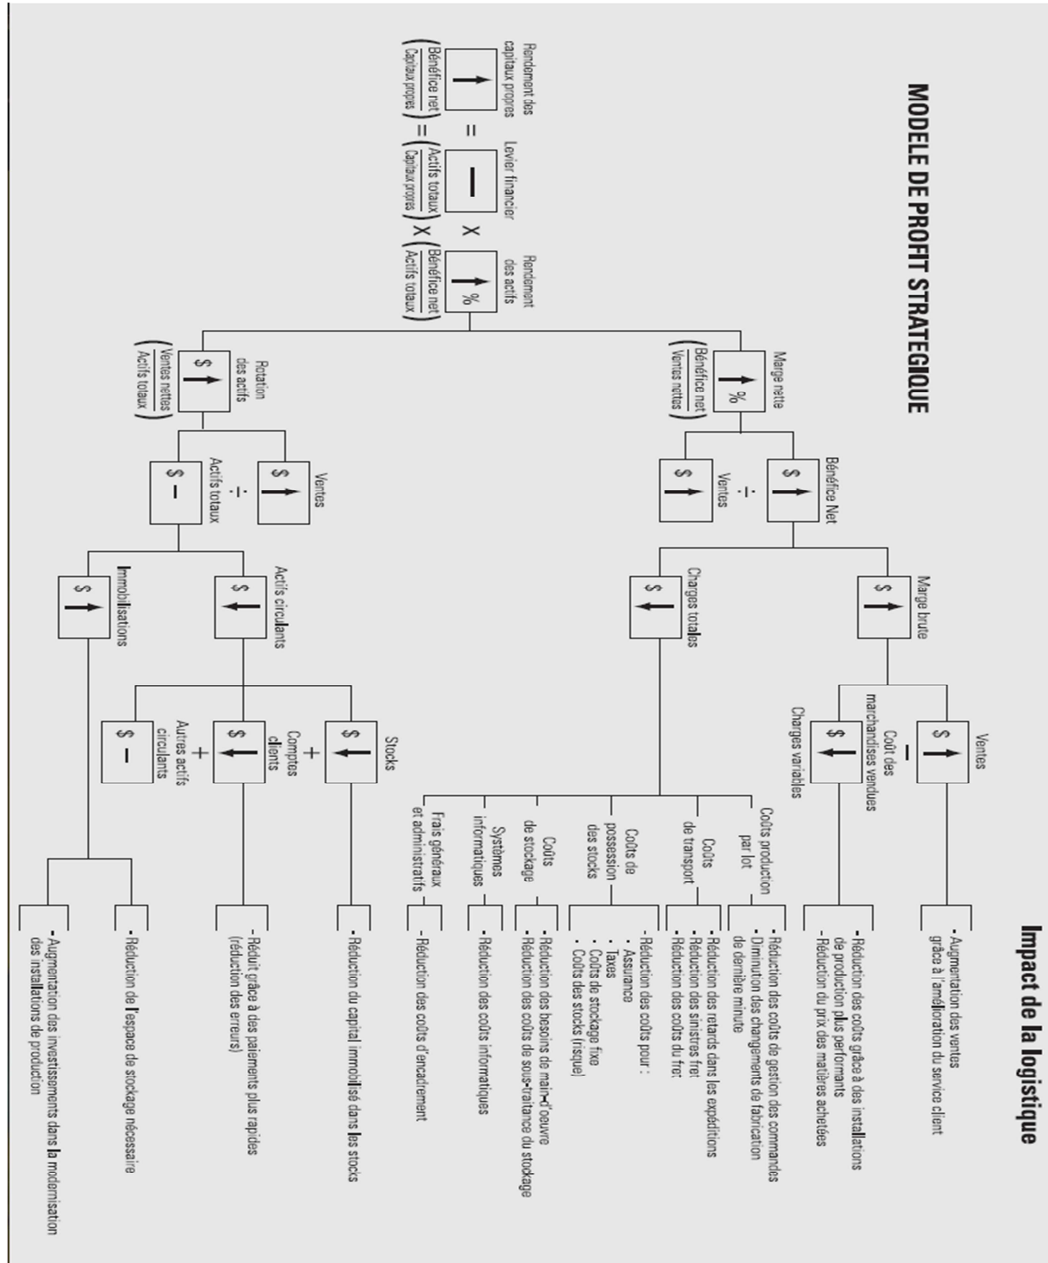 MODELE DE PROFIT STRATEGIQUE
Impact de la logistique
Rendement des
capitaux propres
(Bénéfice net
Capitaux propres)
=
=
Levier financier
(Actifs totaux
Capitaux propres)
X
X
Rendement
des actifs
%
(Bénéfice net
Actifs totaux)
Marge nette
%
(Bénéfice net
Ventes nettes)
Rotation
des actifs
$
(Ventes nettes
Actifs totaux)
Bénéfice Net
$
÷
Ventes
$
Ventes
$
÷
Actifs totaux
$ –
Marge brute
$
Charges totales
$
Actifs circulants
$
Immobilisations
$
Ventes
$
–
Coût des
marchandises vendues
$
Charges variables
Stocks
$
+
Comptes
clients
$
+
Autres actifs
circulants
$ –
Coûts production
par lot
Coûts
de transport
Coûts de
possession
des stocks
Coûts
de stockage
Systèmes
informatiques
Frais généraux
et administratifs
- Augmentation des ventes
grâce à l'amélioration du service client
- Réduction des coûts grâce à des installations
de production plus performants
- Réduction du prix des matières achetées
- Réduction des coûts de gestion des commandes
- Diminution des changements de fabrication
de dernière minute
- Réduction des retards dans les expéditions
- Réduction des sinistres fret
- Réduction des coûts du fret
- Réduction des coûts pour :
• Assurance
• Taxes
• Coûts de stockage fixe
• Coûts des stocks (risque)
- Réduction des besoins de main-d'oeuvre
- Réduction des coûts de sous-traitance du stockage
- Réduction des coûts informatiques
- Réduction des coûts d'encadrement
- Réduction du capital immobilisé dans les stocks
- Réduit grâce à des paiements plus rapides
(réduction des erreurs)
- Réduction de l'espace de stockage nécessaire
- Augmentation des investissements dans la modernisation
des installations de production